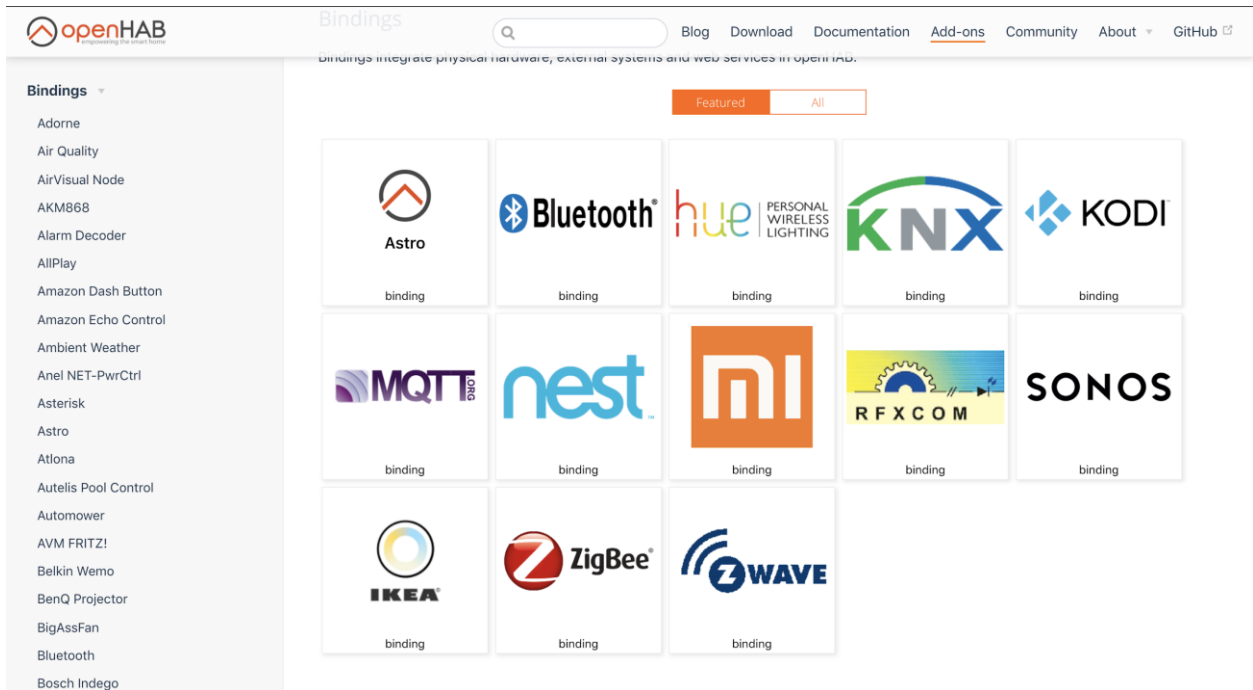 openHAB
empowering the smart home
Bindings
Blog Download Documentation Add-ons Community About GitHub
Bindings integrate physical hardware, external systems and web services in openHAB.
Featured All
Bindings
Adorne
Air Quality
AirVisual Node
AKM868
Alarm Decoder
AllPlay
Amazon Dash Button
Amazon Echo Control
Ambient Weather
Anel NET-PwrCtrl
Asterisk
Astro
Atlona
Autelis Pool Control
Automower
AVM FRITZ!
Belkin Wemo
BenQ Projector
BigAssFan
Bluetooth
Bosch Indego
Astro
binding
Bluetooth®
binding
hue PERSONAL
WIRELESS
LIGHTING
binding
KNX
binding
KODI
binding
MQTT.ORG
binding
nest™
binding
mi
binding
RFXCOM
binding
SONOS
binding
IKEA
binding
Z ZigBee®
binding
Z WAVE
binding